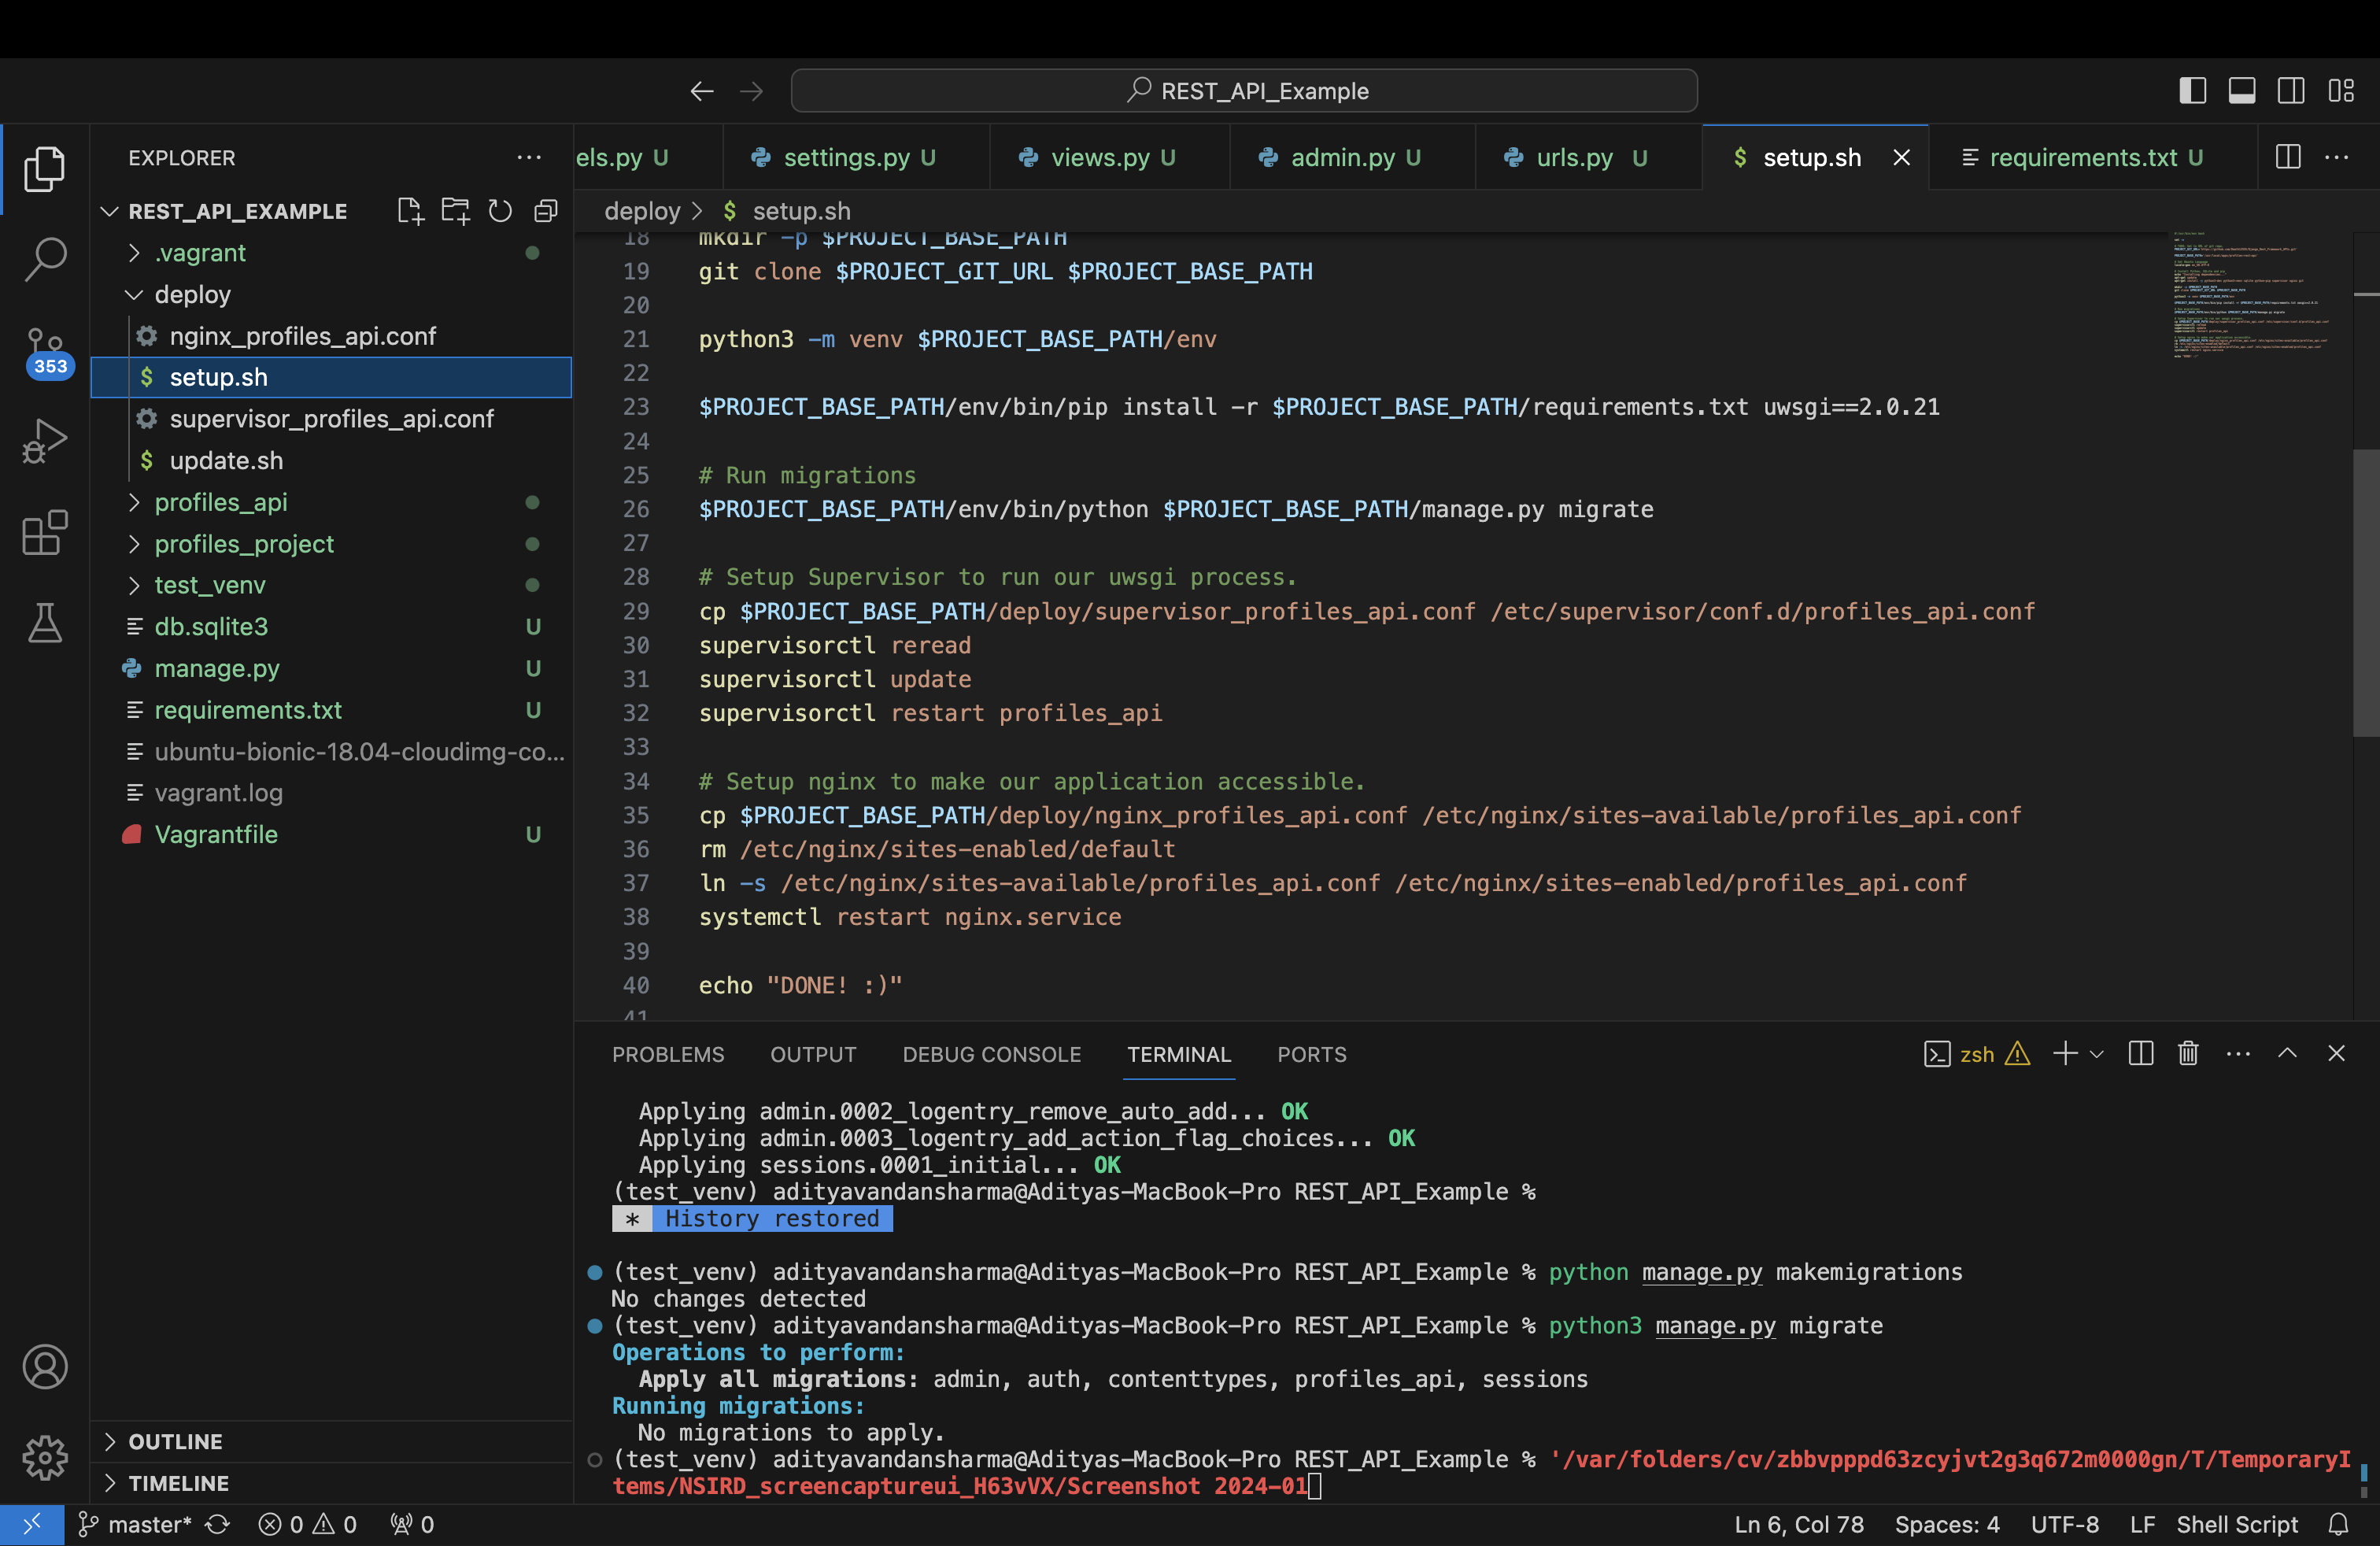 REST_API_Example
EXPLORER
REST_API_EXAMPLE
.vagrant
deploy
nginx_profiles_api.conf
setup.sh
supervisor_profiles_api.conf
update.sh
profiles_api
profiles_project
test_venv
db.sqlite3 U
manage.py U
requirements.txt U
ubuntu-bionic-18.04-cloudimg-co...
vagrant.log
Vagrantfile U
353
OUTLINE
TIMELINE
els.py U settings.py U views.py U admin.py U urls.py U setup.sh requirements.txt U
deploy > $ setup.sh
18 mkdir -p $PROJECT_BASE_PATH
19 git clone $PROJECT_GIT_URL $PROJECT_BASE_PATH
20
21 python3 -m venv $PROJECT_BASE_PATH/env
22
23 $PROJECT_BASE_PATH/env/bin/pip install -r $PROJECT_BASE_PATH/requirements.txt uwsgi==2.0.21
24
25 # Run migrations
26 $PROJECT_BASE_PATH/env/bin/python $PROJECT_BASE_PATH/manage.py migrate
27
28 # Setup Supervisor to run our uwsgi process.
29 cp $PROJECT_BASE_PATH/deploy/supervisor_profiles_api.conf /etc/supervisor/conf.d/profiles_api.conf
30 supervisorctl reread
31 supervisorctl update
32 supervisorctl restart profiles_api
33
34 # Setup nginx to make our application accessible.
35 cp $PROJECT_BASE_PATH/deploy/nginx_profiles_api.conf /etc/nginx/sites-available/profiles_api.conf
36 rm /etc/nginx/sites-enabled/default
37 ln -s /etc/nginx/sites-available/profiles_api.conf /etc/nginx/sites-enabled/profiles_api.conf
38 systemctl restart nginx.service
39
40 echo "DONE! :)"
41
PROBLEMS OUTPUT DEBUG CONSOLE TERMINAL PORTS zsh
Applying admin.0002_logentry_remove_auto_add... OK
Applying admin.0003_logentry_add_action_flag_choices... OK
Applying sessions.0001_initial... OK
(test_venv) adityavandansharma@Adityas-MacBook-Pro REST_API_Example %
* History restored
(test_venv) adityavandansharma@Adityas-MacBook-Pro REST_API_Example % python manage.py makemigrations
No changes detected
(test_venv) adityavandansharma@Adityas-MacBook-Pro REST_API_Example % python3 manage.py migrate
Operations to perform:
Apply all migrations: admin, auth, contenttypes, profiles_api, sessions
Running migrations:
No migrations to apply.
(test_venv) adityavandansharma@Adityas-MacBook-Pro REST_API_Example % '/var/folders/cv/zbbvpppd63zcyjvt2g3q672m0000gn/T/TemporaryI
tems/NSIRD_screencaptureui_H63vVX/Screenshot 2024-01
master* 0 0 0 Ln 6, Col 78 Spaces: 4 UTF-8 LF Shell Script